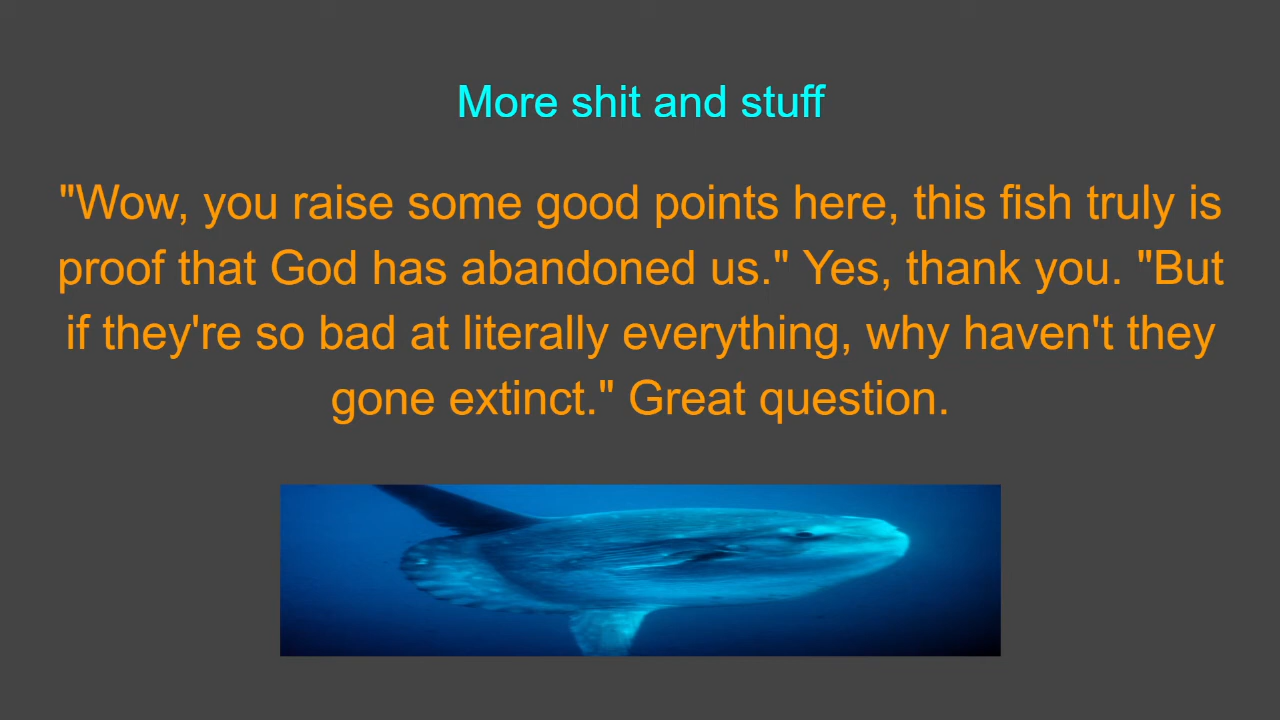 More shit and stuff
"Wow, you raise some good points here, this fish truly is
proof that God has abandoned us." Yes, thank you. "But
if they're so bad at literally everything, why haven't they
gone extinct." Great question.